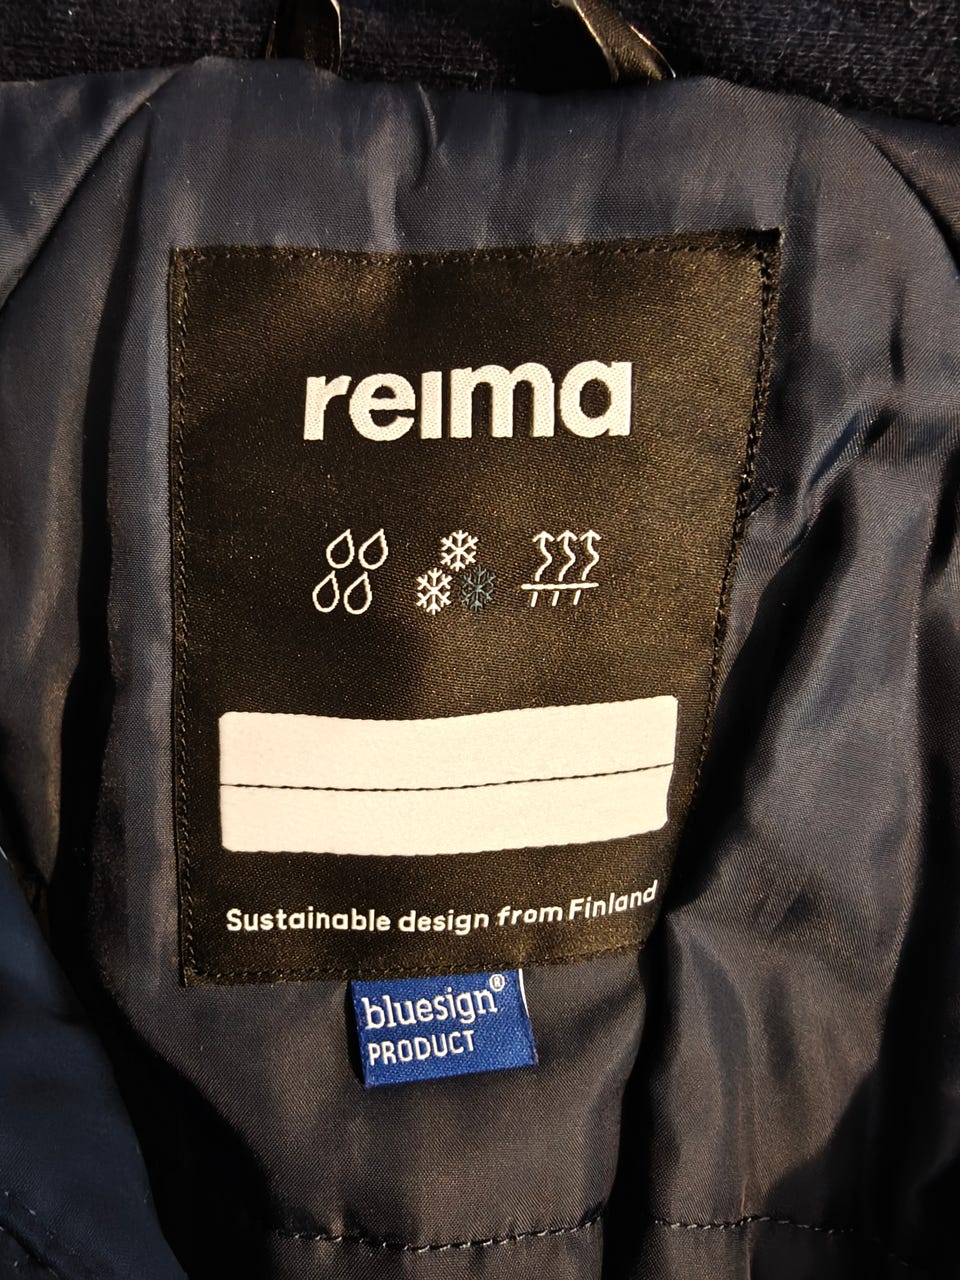 reima
Sustainable design from Finland
bluesign®
PRODUCT